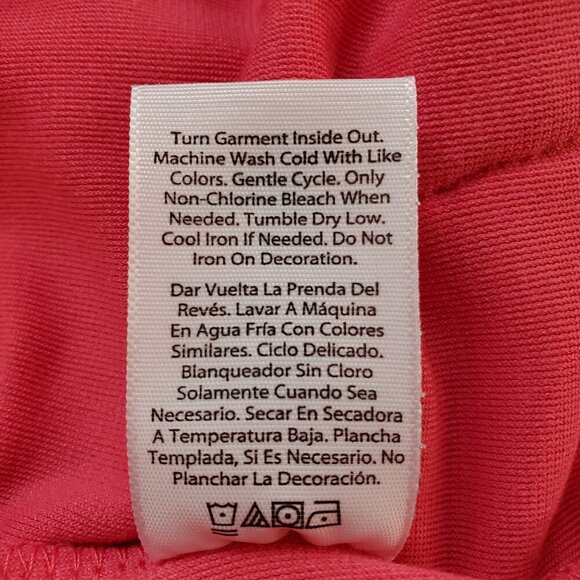 Turn Garment Inside Out.
Machine Wash Cold With Like
Colors. Gentle Cycle. Only
Non-Chlorine Bleach When
Needed. Tumble Dry Low.
Cool Iron If Needed. Do Not
Iron On Decoration.
Dar Vuelta La Prenda Del
Revés. Lavar A Máquina
En Agua Fría Con Colores
Similares. Ciclo Delicado.
Blanqueador Sin Cloro
Solamente Cuando Sea
Necesario. Secar En Secadora
A Temperatura Baja. Plancha
Templada, Si Es Necesario. No
Planchar La Decoración.